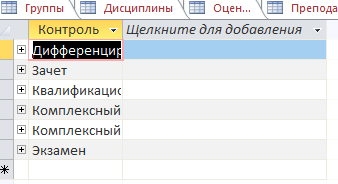 Группы Дисциплины Оцен... Препода
Контроль Щелкните для добавления
Дифференцир
Зачет
Квалификацио
Комплексный
Комплексный
Экзамен